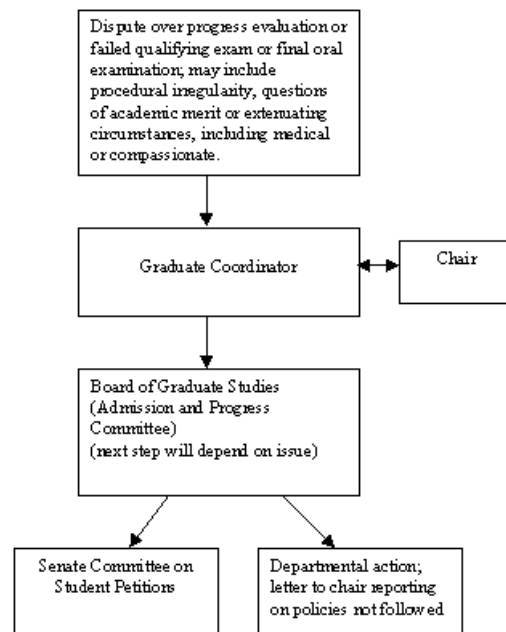 Dispute over progress evaluation or
failed qualifying exam or final oral
examination; may include
procedural irregularity, questions
of academic merit or extenuating
circumstances, including medical
or compassionate.
Graduate Coordinator
Chair
Board of Graduate Studies
(Admission and Progress
Committee)
(next step will depend on issue)
Senate Committee on
Student Petitions
Departmental action;
letter to chair reporting
on policies not followed